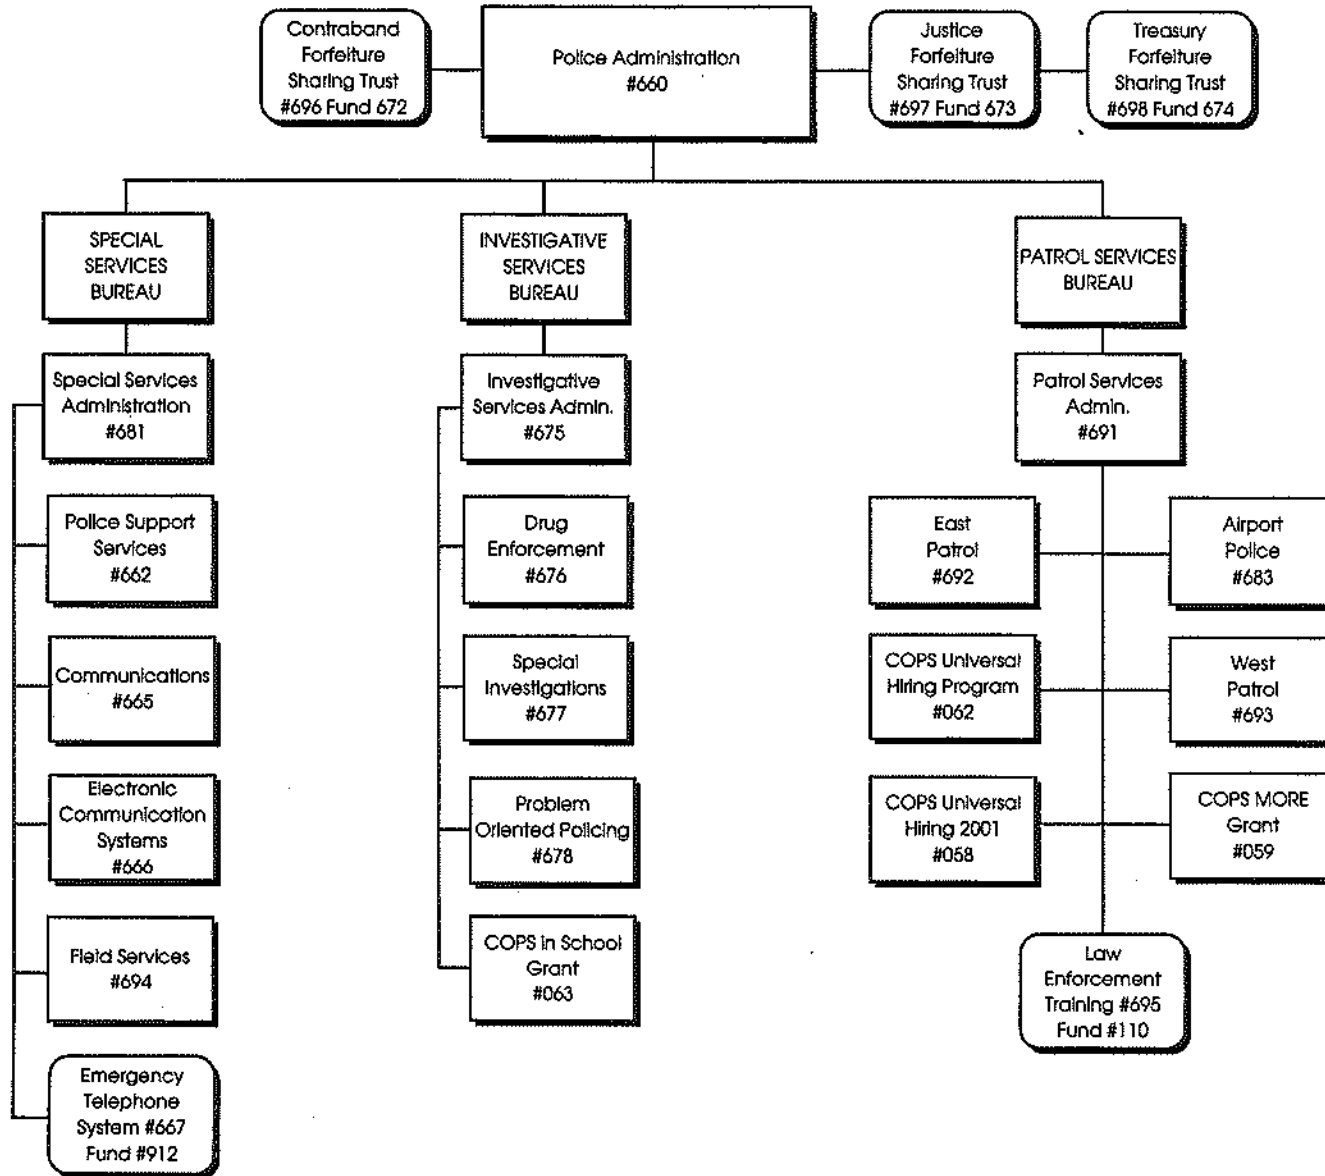 Contraband
Forfeiture
Sharing Trust
#696 Fund 672
Police Administration
#660
Justice
Forfeiture
Sharing Trust
#697 Fund 673
Treasury
Forfeiture
Sharing Trust
#698 Fund 674
SPECIAL
SERVICES
BUREAU
INVESTIGATIVE
SERVICES
BUREAU
PATROL SERVICES
BUREAU
Special Services
Administration
#681
Investigative
Services Admin.
#675
Patrol Services
Admin.
#691
Police Support
Services
#662
Drug
Enforcement
#676
East
Patrol
#692
Airport
Police
#683
Communications
#665
Special
Investigations
#677
COPS Universal
Hiring Program
#062
West
Patrol
#693
Electronic
Communication
Systems
#666
Problem
Oriented Policing
#678
COPS Universal
Hiring 2001
#058
COPS MORE
Grant
#059
Field Services
#694
COPS in School
Grant
#063
Law
Enforcement
Training #695
Fund #110
Emergency
Telephone
System #667
Fund #912